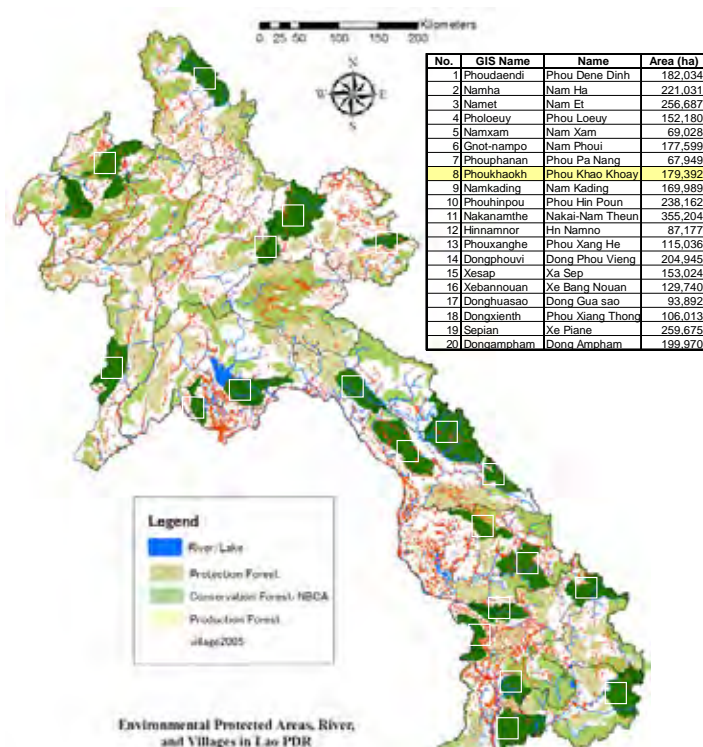 Kilometers
0 25 50 100 150 200
N
W E
S
No. GIS Name Name Area (ha)
1 Phoudaendi Phou Dene Dinh 182,034
2 Namha Nam Ha 221,031
3 Namet Nam Et 256,687
4 Pholoeuy Phou Loeuy 152,180
5 Namxam Nam Xam 69,028
6 Gnot-nampo Nam Phoui 177,599
7 Phouphanan Phou Pa Nang 67,949
8 Phoukhaokh Phou Khao Khoay 179,392
9 Namkading Nam Kading 169,989
10 Phouhinpou Phou Hin Poun 238,162
11 Nakanamthe Nakai-Nam Theun 355,204
12 Hinnamnor Hn Namno 87,177
13 Phouxanghe Phou Xang He 115,036
14 Dongphouvi Dong Phou Vieng 204,945
15 Xesap Xa Sep 153,024
16 Xebannouan Xe Bang Nouan 129,740
17 Donghuasao Dong Gua sao 93,892
18 Dongxienth Phou Xiang Thong 106,013
19 Sepian Xe Piane 259,675
20 Dongampham Dong Ampham 199,970
Legend
River, Lake
Protection Forest
Conservation Forest: NBCA
Production Forest
village2005
Environmental Protected Areas, River,
and Villages in Lao PDR